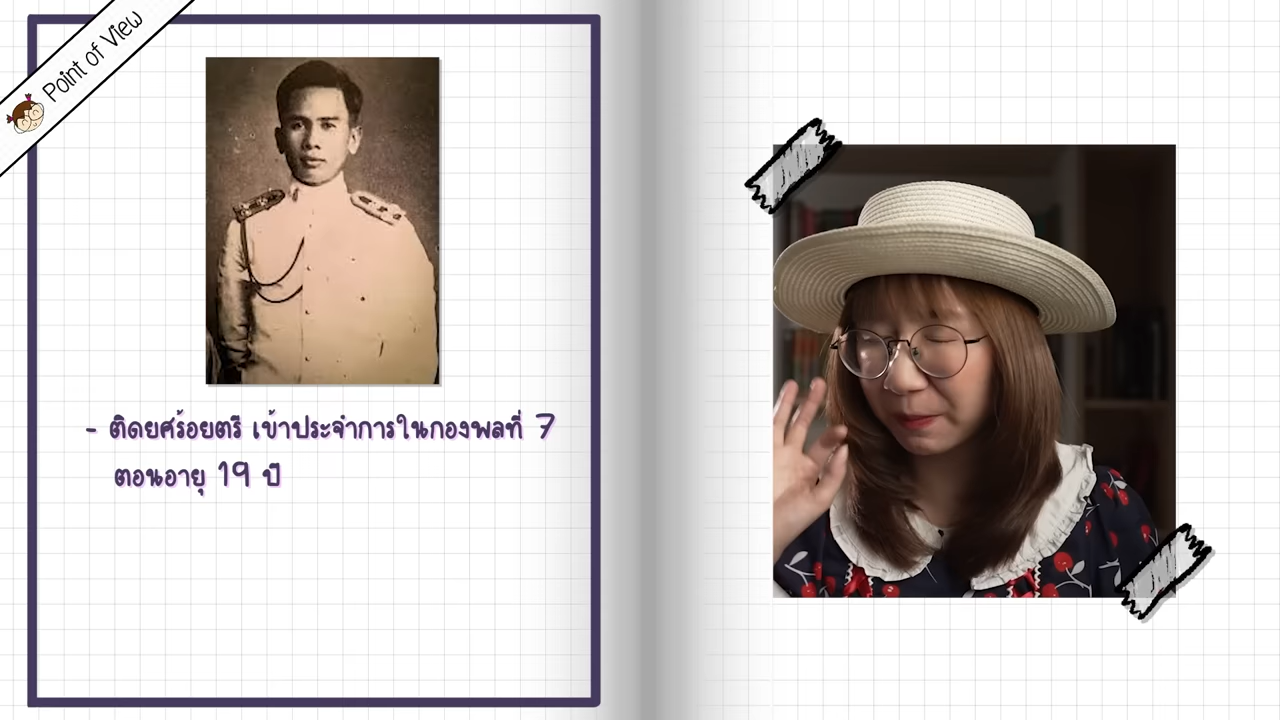 Point of View
- ติดยศร้อยตรี เข้าประจำการในกองพลที่ 7
ตอนอายุ 19 ปี